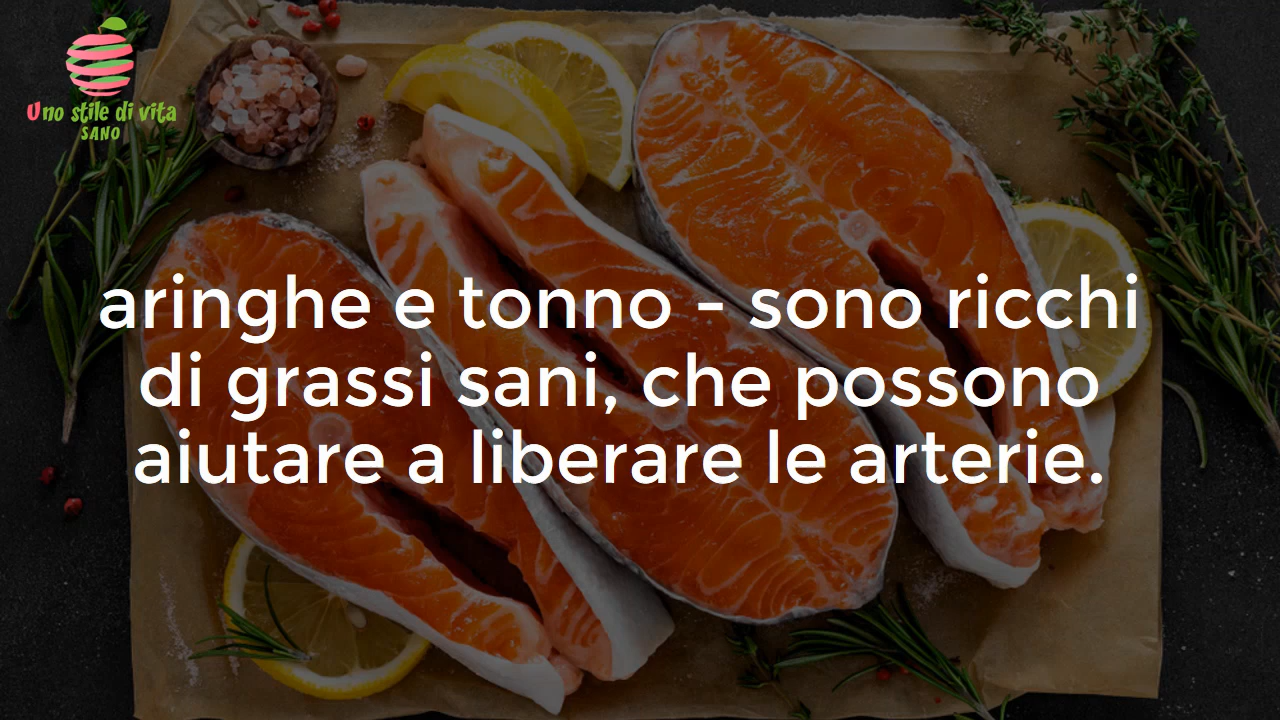 Uno stile di vita
SANO
aringhe e tonno - sono ricchi
di grassi sani, che possono
aiutare a liberare le arterie.